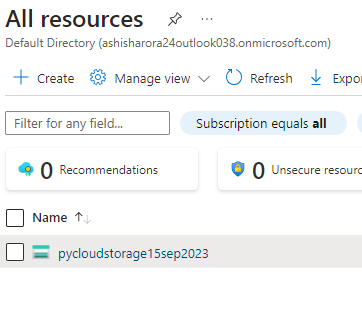 All resources
Default Directory (ashisharora24outlook038.onmicrosoft.com)
Create Manage view Refresh Expor
Filter for any field... Subscription equals all
0 Recommendations 0 Unsecure resourc
Name
pycloudstorage15sep2023